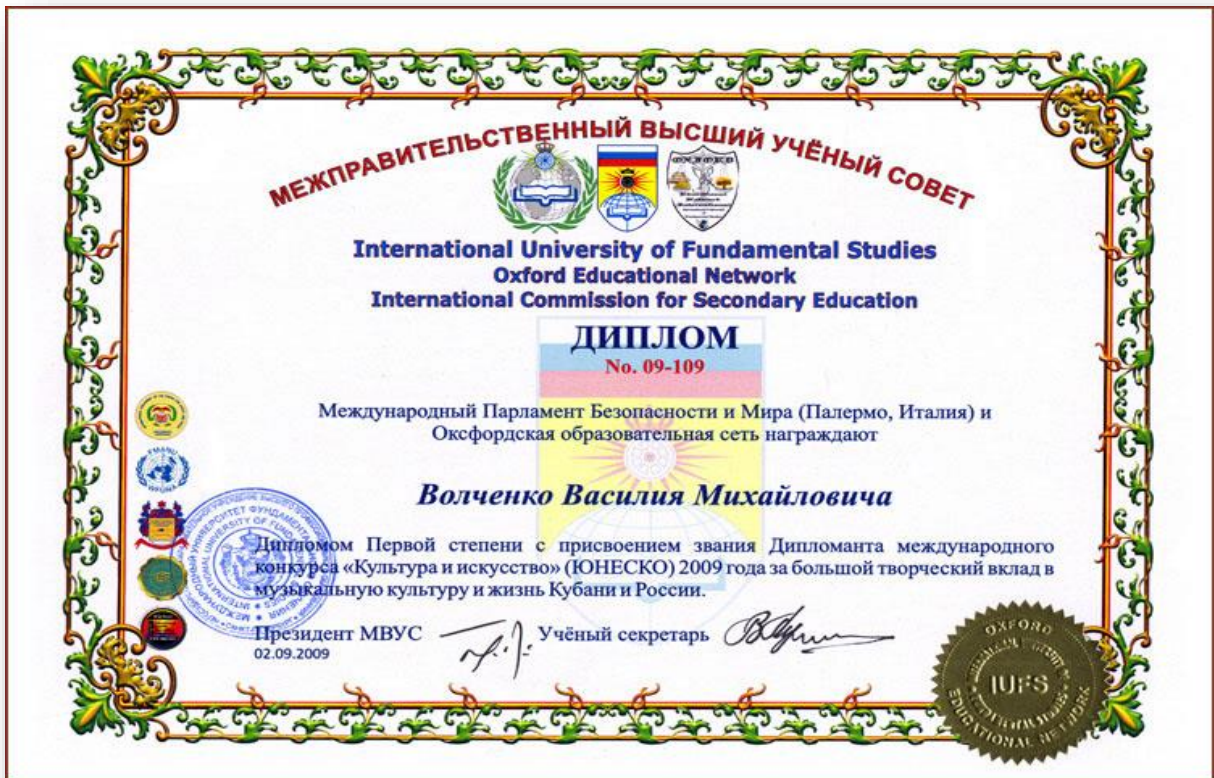 МЕЖПРАВИТЕЛЬСТВЕННЫЙ ВЫСШИЙ УЧЁНЫЙ СОВЕТ
International University of Fundamental Studies
Oxford Educational Network
International Commission for Secondary Education
ДИПЛОМ
No. 09-109
Международный Парламент Безопасности и Мира (Палермо, Италия) и
Оксфордская образовательная сеть награждают
Волченко Василия Михайловича
Дипломом Первой степени с присвоением звания Дипломанта международного
конкурса «Культура и искусство» (ЮНЕСКО) 2009 года за большой творческий вклад в
музыкальную культуру и жизнь Кубани и России.
Президент МВУС Учёный секретарь
02.09.2009
OXFORD
IUFS
EDUCATIONAL NETWORK